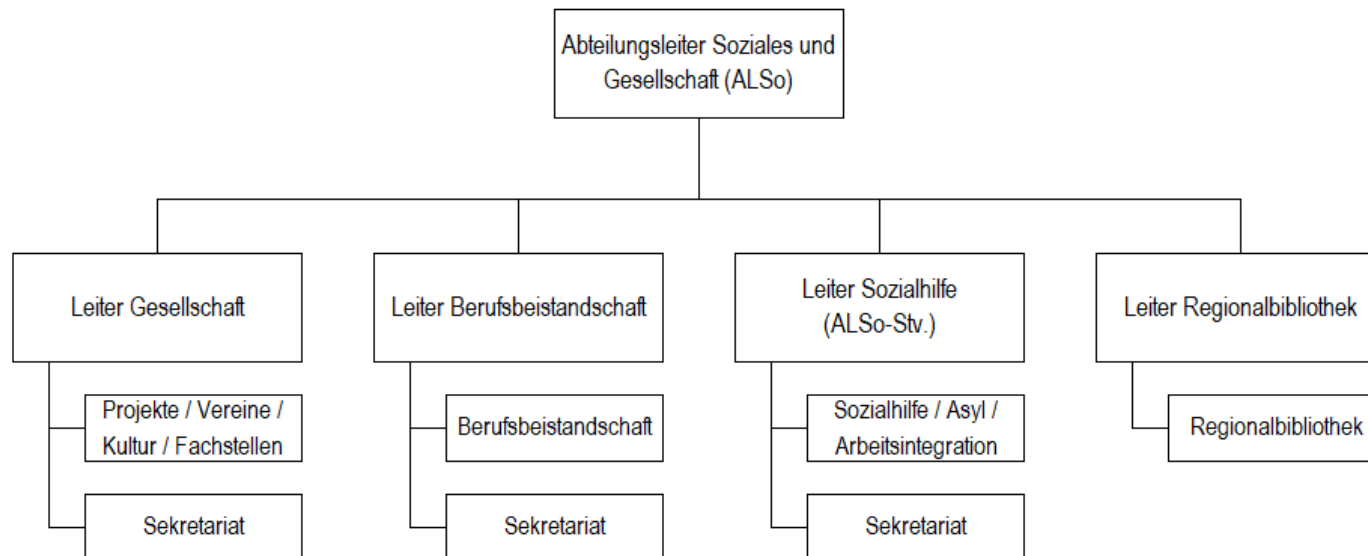 Abteilungsleiter Soziales und
Gesellschaft (ALSo)
Leiter Gesellschaft
Leiter Berufsbeistandschaft
Leiter Sozialhilfe
(ALSo-Stv.)
Leiter Regionalbibliothek
Projekte / Vereine /
Kultur / Fachstellen
Berufsbeistandschaft
Sozialhilfe / Asyl /
Arbeitsintegration
Regionalbibliothek
Sekretariat
Sekretariat
Sekretariat